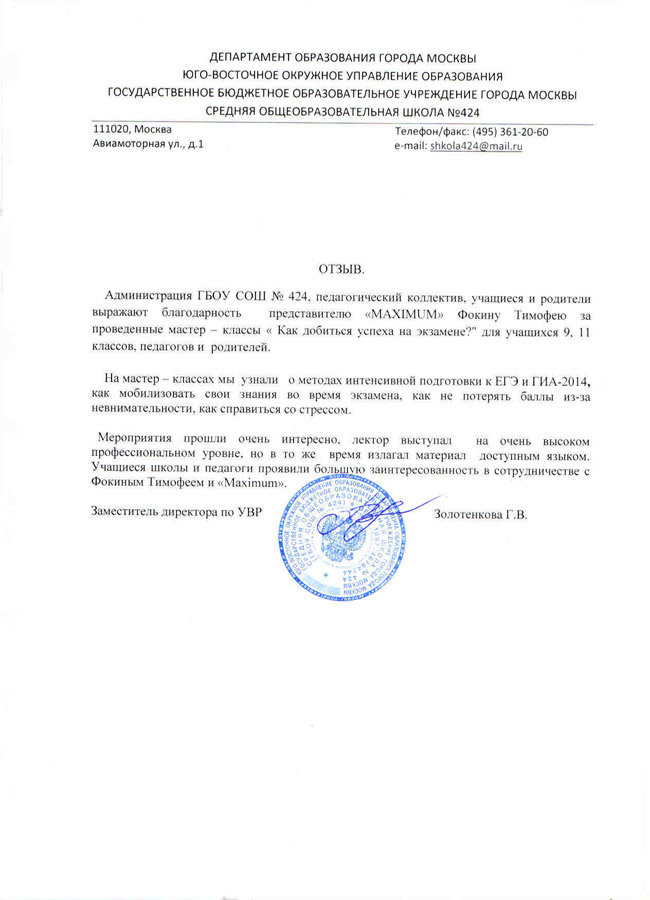 ДЕПАРТАМЕНТ ОБРАЗОВАНИЯ ГОРОДА МОСКВЫ
ЮГО-ВОСТОЧНОЕ ОКРУЖНОЕ УПРАВЛЕНИЕ ОБРАЗОВАНИЯ
ГОСУДАРСТВЕННОЕ БЮДЖЕТНОЕ ОБРАЗОВАТЕЛЬНОЕ УЧРЕЖДЕНИЕ ГОРОДА МОСКВЫ
СРЕДНЯЯ ОБЩЕОБРАЗОВАТЕЛЬНАЯ ШКОЛА №424
111020, Москва
Авиамоторная ул., д.1
Телефон/факс: (495) 361-20-60
e-mail: shkola424@mail.ru
ОТЗЫВ.
Администрация ГБОУ СОШ № 424, педагогический коллектив, учащиеся и родители
выражают благодарность представителю «MAXIMUM» Фокину Тимофею за
проведенные мастер – классы « Как добиться успеха на экзамене?" для учащихся 9, 11
классов, педагогов и родителей.
На мастер – классах мы узнали о методах интенсивной подготовки к ЕГЭ и ГИА-2014,
как мобилизовать свои знания во время экзамена, как не потерять баллы из-за
невнимательности, как справиться со стрессом.
Мероприятия прошли очень интересно, лектор выступал на очень высоком
профессиональном уровне, но в то же время излагал материал доступным языком.
Учащиеся школы и педагоги проявили большую заинтересованность в сотрудничестве с
Фокиным Тимофеем и «Maximum».
Заместитель директора по УВР Золотенкова Г.В.